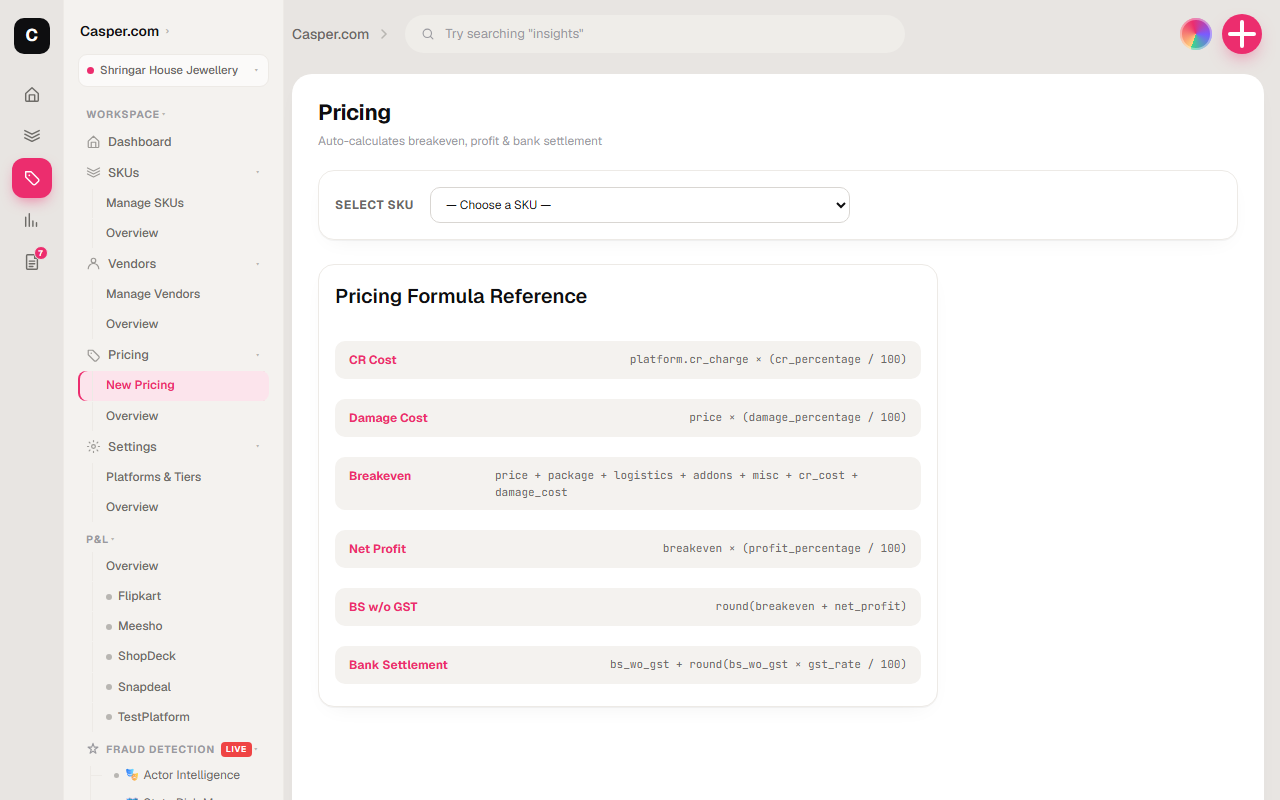 C
7
Casper.com ›
Shringar House Jewellery
WORKSPACE
Dashboard
SKUs
Manage SKUs
Overview
Vendors
Manage Vendors
Overview
Pricing
New Pricing
Overview
Settings
Platforms & Tiers
Overview
P&L
Overview
Flipkart
Meesho
ShopDeck
Snapdeal
TestPlatform
FRAUD DETECTION LIVE
Actor Intelligence
Casper.com
Try searching "insights"
Pricing
Auto-calculates breakeven, profit & bank settlement
SELECT SKU
— Choose a SKU —
Pricing Formula Reference
CR Cost platform.cr_charge × (cr_percentage / 100)
Damage Cost price × (damage_percentage / 100)
Breakeven price + package + logistics + addons + misc + cr_cost +
damage_cost
Net Profit breakeven × (profit_percentage / 100)
BS w/o GST round(breakeven + net_profit)
Bank Settlement bs_wo_gst + round(bs_wo_gst × gst_rate / 100)